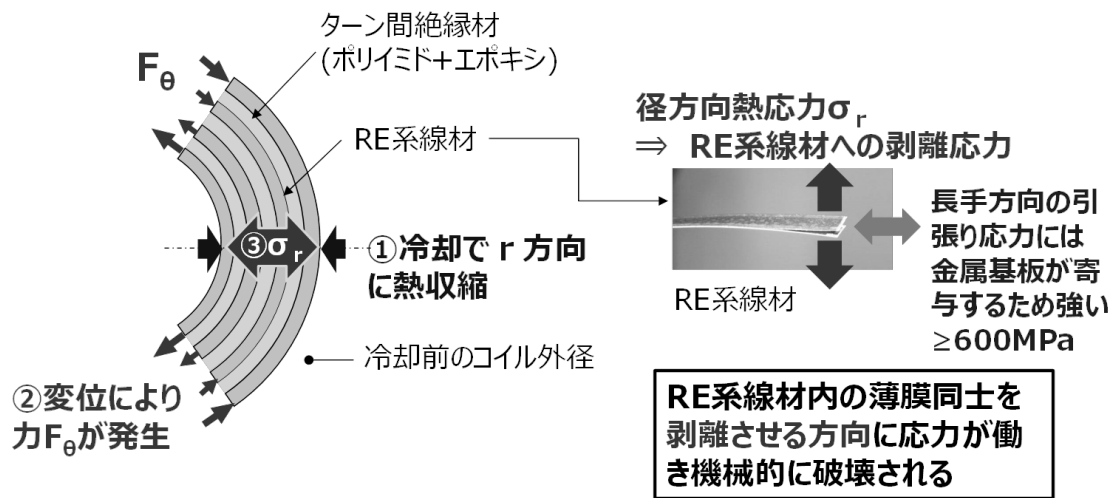 ターン間絶縁材
(ポリイミド+エポキシ)
Fθ
RE系線材
③σr
①冷却でr方向
に熱収縮
冷却前のコイル外径
②変位により
力Fθが発生
径方向熱応力σr
⇒ RE系線材への剥離応力
RE系線材
長手方向の引
張り応力には
金属基板が寄
与するため強い
≥600MPa
RE系線材内の薄膜同士を
剥離させる方向に応力が働
き機械的に破壊される